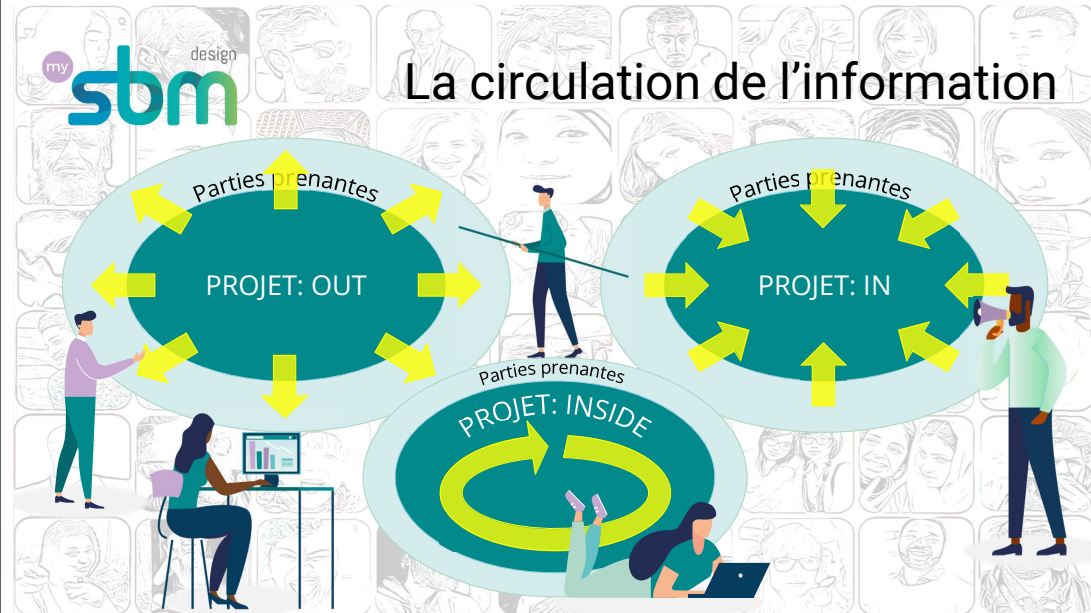 my
sbm
design
La circulation de l’information
Parties prenantes
PROJET: OUT
Parties prenantes
PROJET: IN
Parties prenantes
PROJET: INSIDE